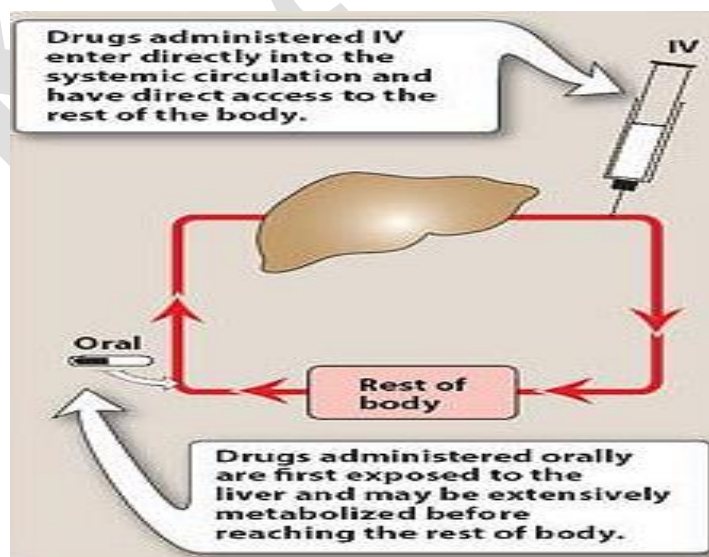 Drugs administered IV
enter directly into the
systemic circulation and
have direct access to the
rest of the body.
IV
Oral
Rest of
body
Drugs administered orally
are first exposed to the
liver and may be extensively
metabolized before
reaching the rest of body.